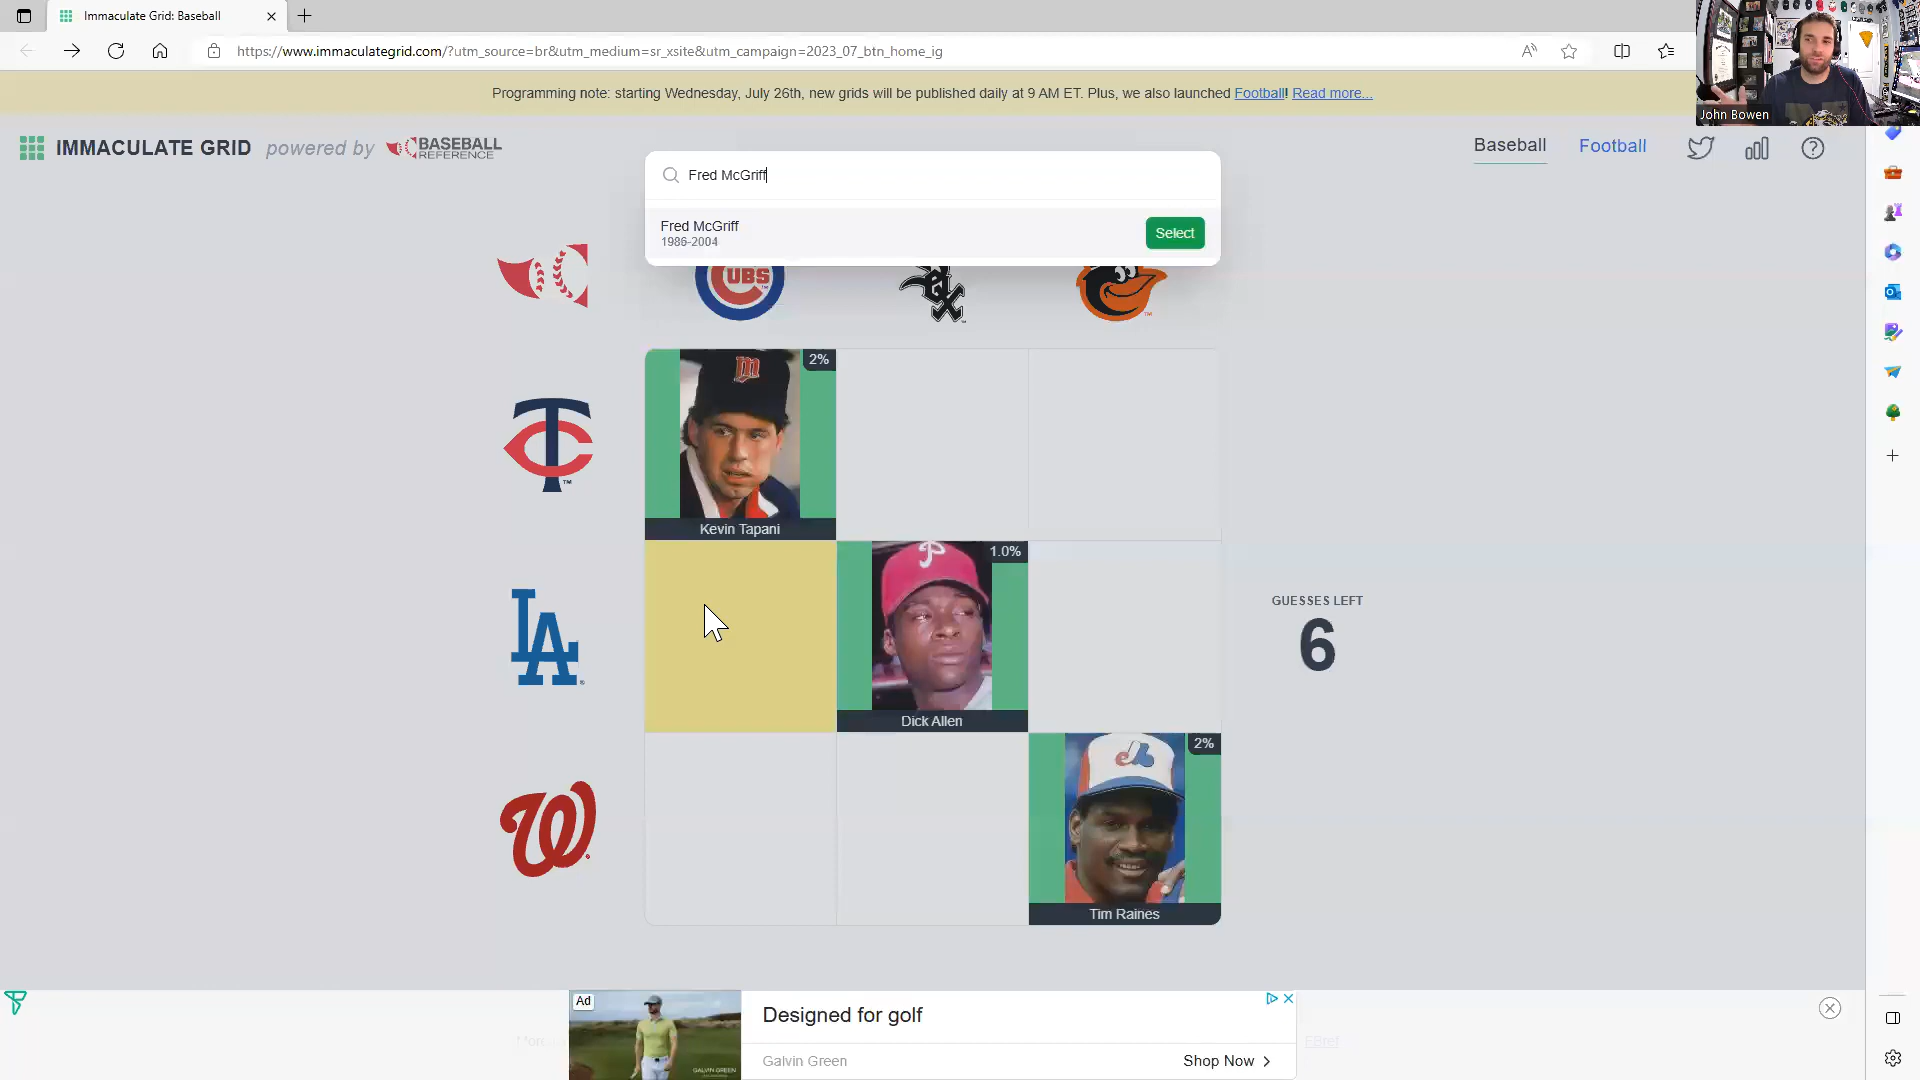 Immaculate Grid: Baseball
https://www.immaculategrid.com/?utm_source=br&utm_medium=sr_xsite&utm_campaign=2023_07_btn_home_ig
John Bowen
Programming note: starting Wednesday, July 26th, new grids will be published daily at 9 AM ET. Plus, we also launched Football! Read more...
IMMACULATE GRID powered by BASEBALL REFERENCE
Baseball
Football
Fred McGriff
Fred McGriff
1986-2004
Select
CUBS
2%
Kevin Tapani
1.0%
Dick Allen
GUESSES LEFT
6
2%
Tim Raines
Ad
Designed for golf
Galvin Green
Shop Now
GALVIN GREEN